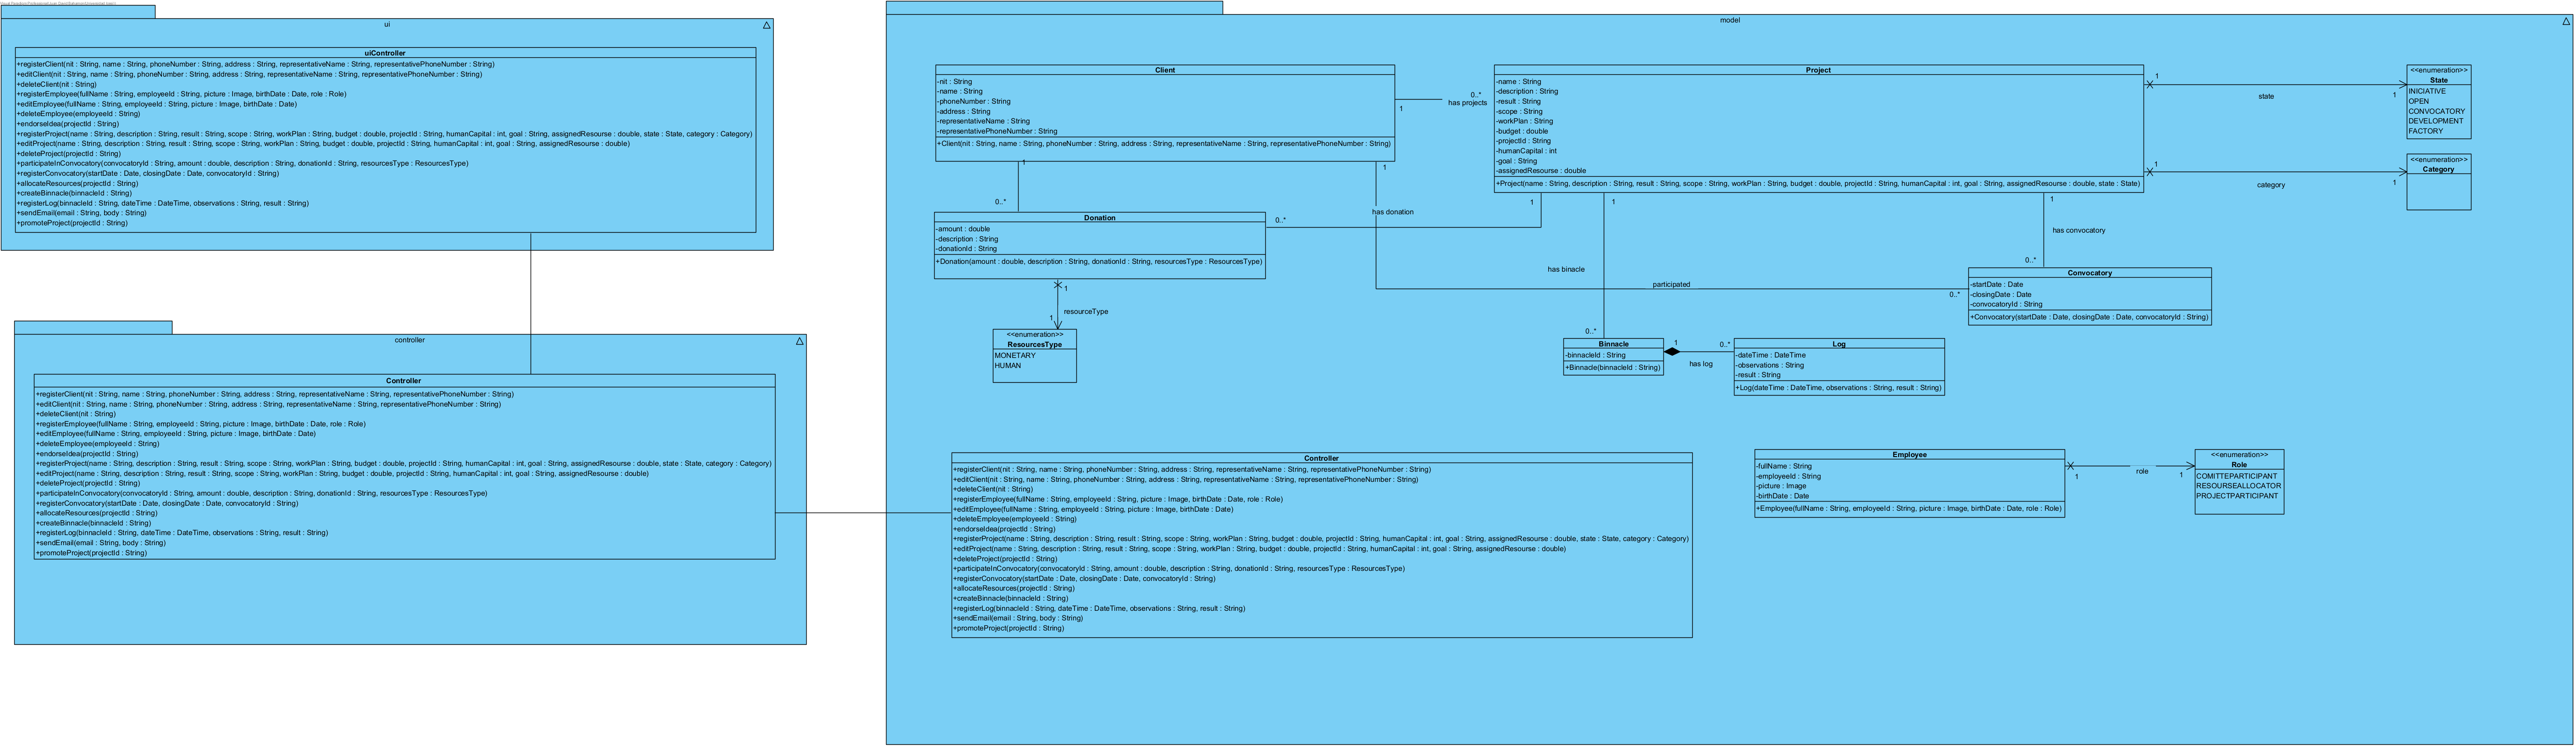 ui
uiController
+registerClient(nit : String, name : String, phoneNumber : String, address : String, representativeName : String, representativePhoneNumber : String)
+editClient(nit : String, name : String, phoneNumber : String, address : String, representativeName : String, representativePhoneNumber : String)
+deleteClient(nit : String)
+registerEmployee(fullName : String, employeeId : String, picture : Image, birthDate : Date, role : Role)
+editEmployee(fullName : String, employeeId : String, picture : Image, birthDate : Date)
+deleteEmployee(employeeId : String)
+endorseIdea(projectId : String)
+registerProject(name : String, description : String, result : String, scope : String, workPlan : String, budget : double, projectId : String, humanCapital : int, goal : String, assignedResourse : double, state : State, category : Category)
+editProject(name : String, description : String, result : String, scope : String, workPlan : String, budget : double, projectId : String, humanCapital : int, goal : String, assignedResourse : double)
+deleteProject(projectId : String)
+participateInConvocatory(convocatoryId : String, amount : double, description : String, donationId : String, resourcesType : ResourcesType)
+registerConvocatory(startDate : Date, closingDate : Date, convocatoryId : String)
+allocateResources(projectId : String)
+createBinnacle(binnacleId : String)
+registerLog(binnacleId : String, dateTime : DateTime, observations : String, result : String)
+sendEmail(email : String, body : String)
+promoteProject(projectId : String)
controller
Controller
+registerClient(nit : String, name : String, phoneNumber : String, address : String, representativeName : String, representativePhoneNumber : String)
+editClient(nit : String, name : String, phoneNumber : String, address : String, representativeName : String, representativePhoneNumber : String)
+deleteClient(nit : String)
+registerEmployee(fullName : String, employeeId : String, picture : Image, birthDate : Date, role : Role)
+editEmployee(fullName : String, employeeId : String, picture : Image, birthDate : Date)
+deleteEmployee(employeeId : String)
+endorseIdea(projectId : String)
+registerProject(name : String, description : String, result : String, scope : String, workPlan : String, budget : double, projectId : String, humanCapital : int, goal : String, assignedResourse : double, state : State, category : Category)
+editProject(name : String, description : String, result : String, scope : String, workPlan : String, budget : double, projectId : String, humanCapital : int, goal : String, assignedResourse : double)
+deleteProject(projectId : String)
+participateInConvocatory(convocatoryId : String, amount : double, description : String, donationId : String, resourcesType : ResourcesType)
+registerConvocatory(startDate : Date, closingDate : Date, convocatoryId : String)
+allocateResources(projectId : String)
+createBinnacle(binnacleId : String)
+registerLog(binnacleId : String, dateTime : DateTime, observations : String, result : String)
+sendEmail(email : String, body : String)
+promoteProject(projectId : String)
model
Client
-nit : String
-name : String
-phoneNumber : String
-address : String
-representativeName : String
-representativePhoneNumber : String
+Client(nit : String, name : String, phoneNumber : String, address : String, representativeName : String, representativePhoneNumber : String)
1
0..*
has projects
Project
-name : String
-description : String
-result : String
-scope : String
-workPlan : String
-budget : double
-projectId : String
-humanCapital : int
-goal : String
-assignedResourse : double
+Project(name : String, description : String, result : String, scope : String, workPlan : String, budget : double, projectId : String, humanCapital : int, goal : String, assignedResourse : double, state : State)
1
state
1
<<enumeration>>
State
INICIATIVE
OPEN
CONVOCATORY
DEVELOPMENT
FACTORY
1
category
1
<<enumeration>>
Category
1
0..*
1
has donation
0..*
1
Donation
-amount : double
-description : String
-donationId : String
+Donation(amount : double, description : String, donationId : String, resourcesType : ResourcesType)
1
1
resourceType
<<enumeration>>
ResourcesType
MONETARY
HUMAN
1
has binacle
0..*
participated
0..*
1
has convocatory
0..*
Convocatory
-startDate : Date
-closingDate : Date
-convocatoryId : String
+Convocatory(startDate : Date, closingDate : Date, convocatoryId : String)
Binnacle
-binnacleId : String
+Binnacle(binnacleId : String)
1
has log
0..*
Log
-dateTime : DateTime
-observations : String
-result : String
+Log(dateTime : DateTime, observations : String, result : String)
Controller
+registerClient(nit : String, name : String, phoneNumber : String, address : String, representativeName : String, representativePhoneNumber : String)
+editClient(nit : String, name : String, phoneNumber : String, address : String, representativeName : String, representativePhoneNumber : String)
+deleteClient(nit : String)
+registerEmployee(fullName : String, employeeId : String, picture : Image, birthDate : Date, role : Role)
+editEmployee(fullName : String, employeeId : String, picture : Image, birthDate : Date)
+deleteEmployee(employeeId : String)
+endorseIdea(projectId : String)
+registerProject(name : String, description : String, result : String, scope : String, workPlan : String, budget : double, projectId : String, humanCapital : int, goal : String, assignedResourse : double, state : State, category : Category)
+editProject(name : String, description : String, result : String, scope : String, workPlan : String, budget : double, projectId : String, humanCapital : int, goal : String, assignedResourse : double)
+deleteProject(projectId : String)
+participateInConvocatory(convocatoryId : String, amount : double, description : String, donationId : String, resourcesType : ResourcesType)
+registerConvocatory(startDate : Date, closingDate : Date, convocatoryId : String)
+allocateResources(projectId : String)
+createBinnacle(binnacleId : String)
+registerLog(binnacleId : String, dateTime : DateTime, observations : String, result : String)
+sendEmail(email : String, body : String)
+promoteProject(projectId : String)
Employee
-fullName : String
-employeeId : String
-picture : Image
-birthDate : Date
+Employee(fullName : String, employeeId : String, picture : Image, birthDate : Date, role : Role)
1
role
1
<<enumeration>>
Role
COMITTEPARTICIPANT
RESOURSEALLOCATOR
PROJECTPARTICIPANT